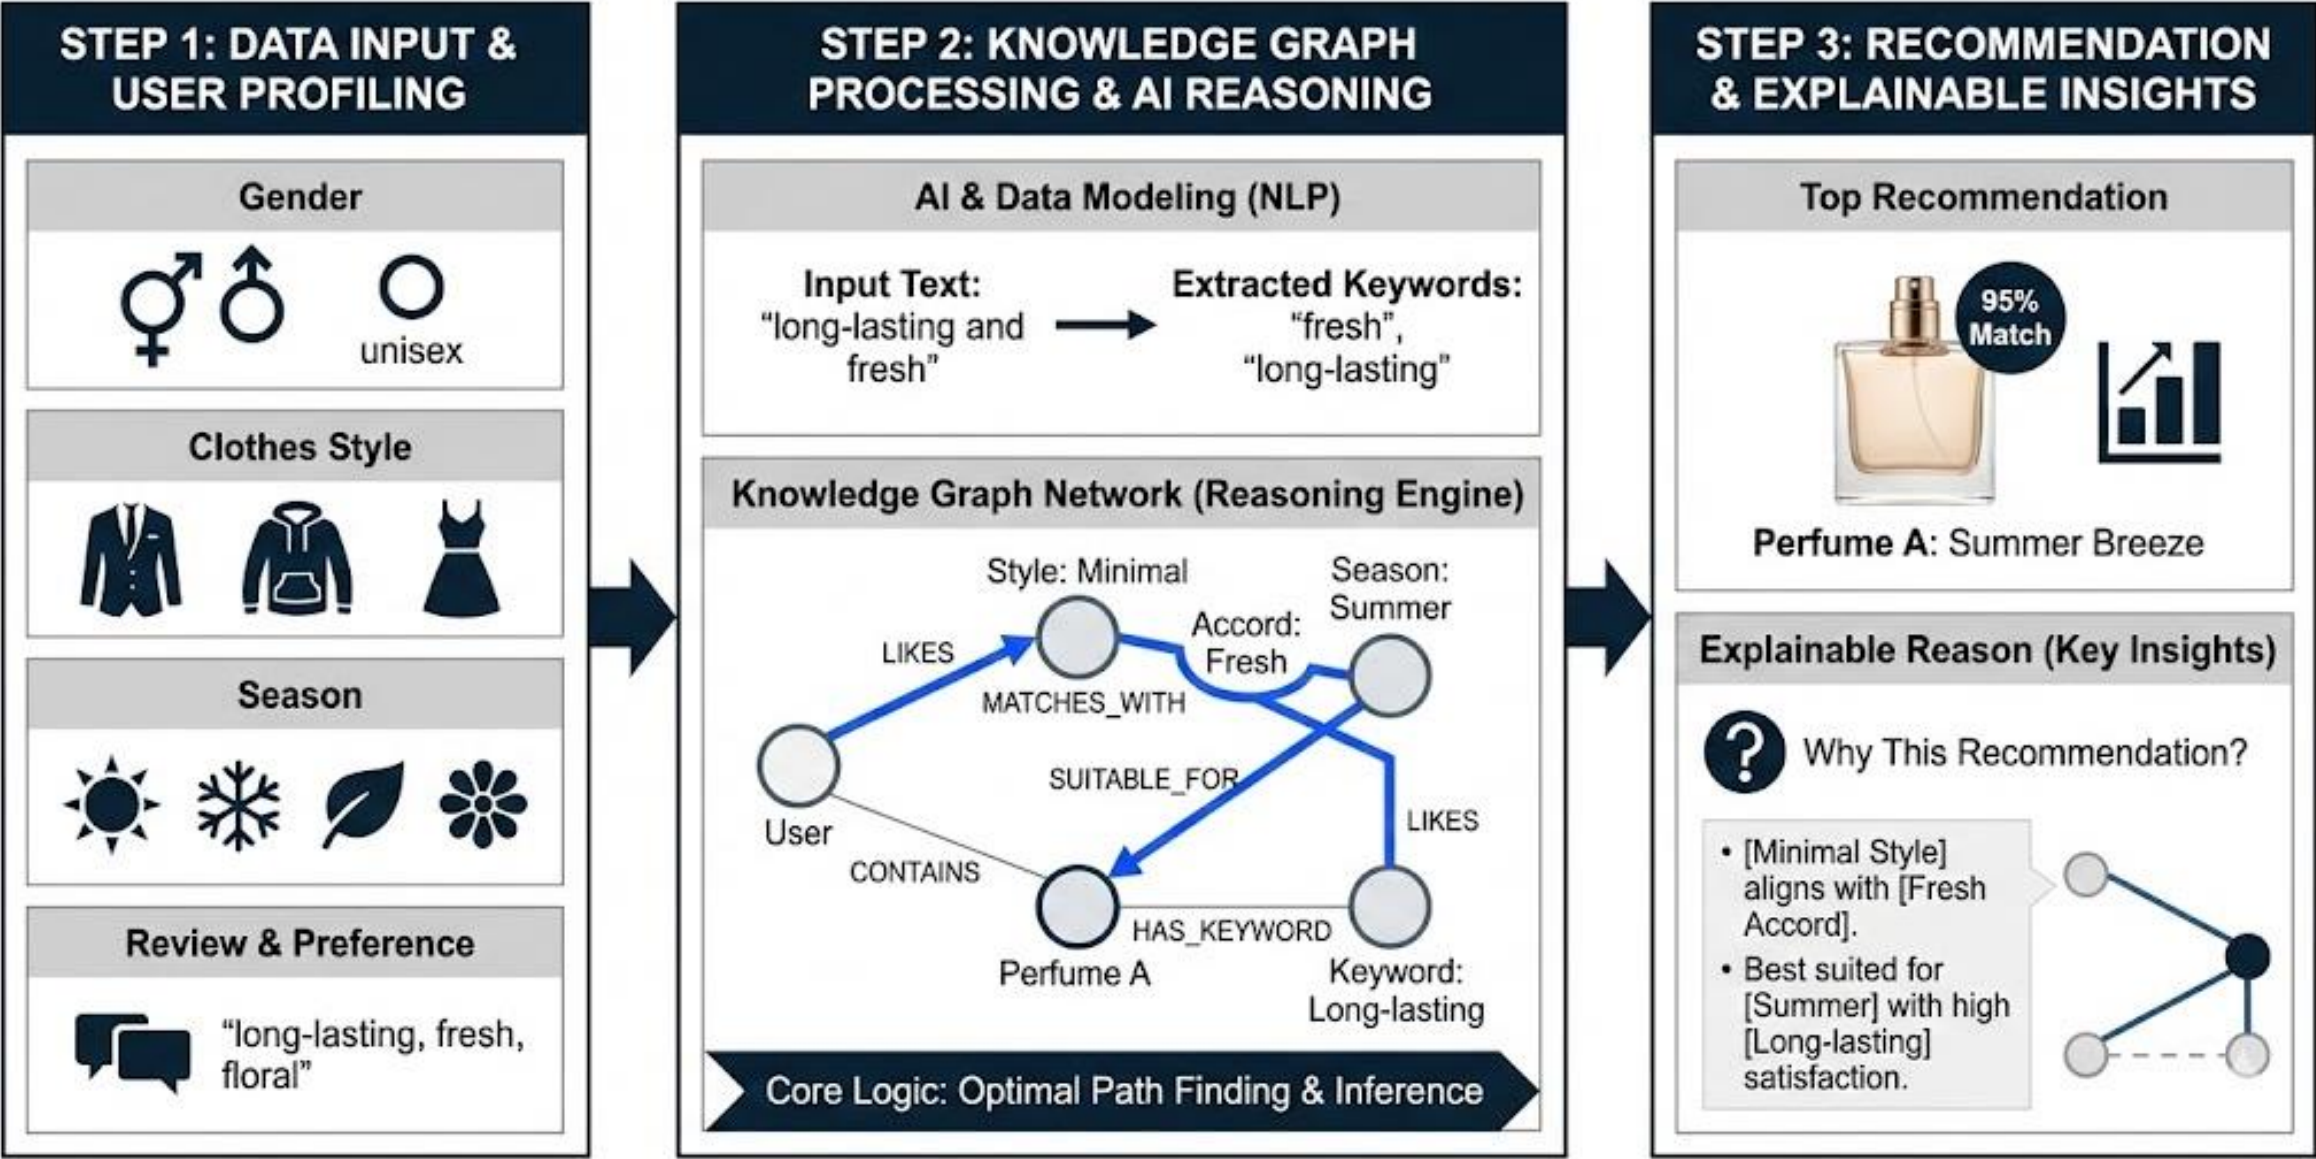 STEP 1: DATA INPUT &
USER PROFILING
Gender
unisex
Clothes Style
Season
Review & Preference
“long-lasting, fresh,
floral”
STEP 2: KNOWLEDGE GRAPH
PROCESSING & AI REASONING
AI & Data Modeling (NLP)
Input Text:
“long-lasting and
fresh”
Extracted Keywords:
“fresh”,
“long-lasting”
Knowledge Graph Network (Reasoning Engine)
Style: Minimal
Season:
Summer
Accord:
Fresh
LIKES
MATCHES_WITH
SUITABLE_FOR
User
LIKES
CONTAINS
HAS_KEYWORD
Perfume A
Keyword:
Long-lasting
Core Logic: Optimal Path Finding & Inference
STEP 3: RECOMMENDATION
& EXPLAINABLE INSIGHTS
Top Recommendation
95%
Match
Perfume A: Summer Breeze
Explainable Reason (Key Insights)
?
Why This Recommendation?
• [Minimal Style]
aligns with [Fresh
Accord].
• Best suited for
[Summer] with high
[Long-lasting]
satisfaction.